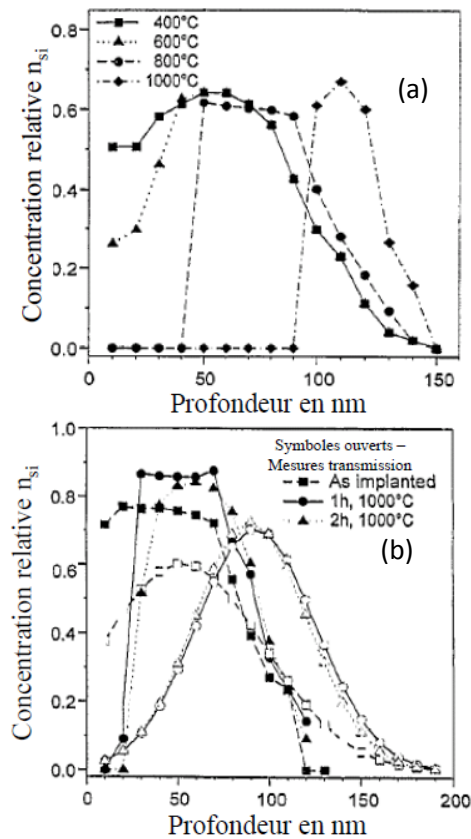 0.8
400°C
600°C
800°C
1000°C
(a)
0.6
0.4
0.2
0.0
Concentration relative n_si
0
50
100
150
Profondeur en nm
1.0
Symboles ouverts –
Mesures transmission
As implanted
1h, 1000°C
2h, 1000°C
(b)
0.8
0.6
0.4
0.2
0.0
Concentration relative n_si
0
50
100
150
200
Profondeur en nm